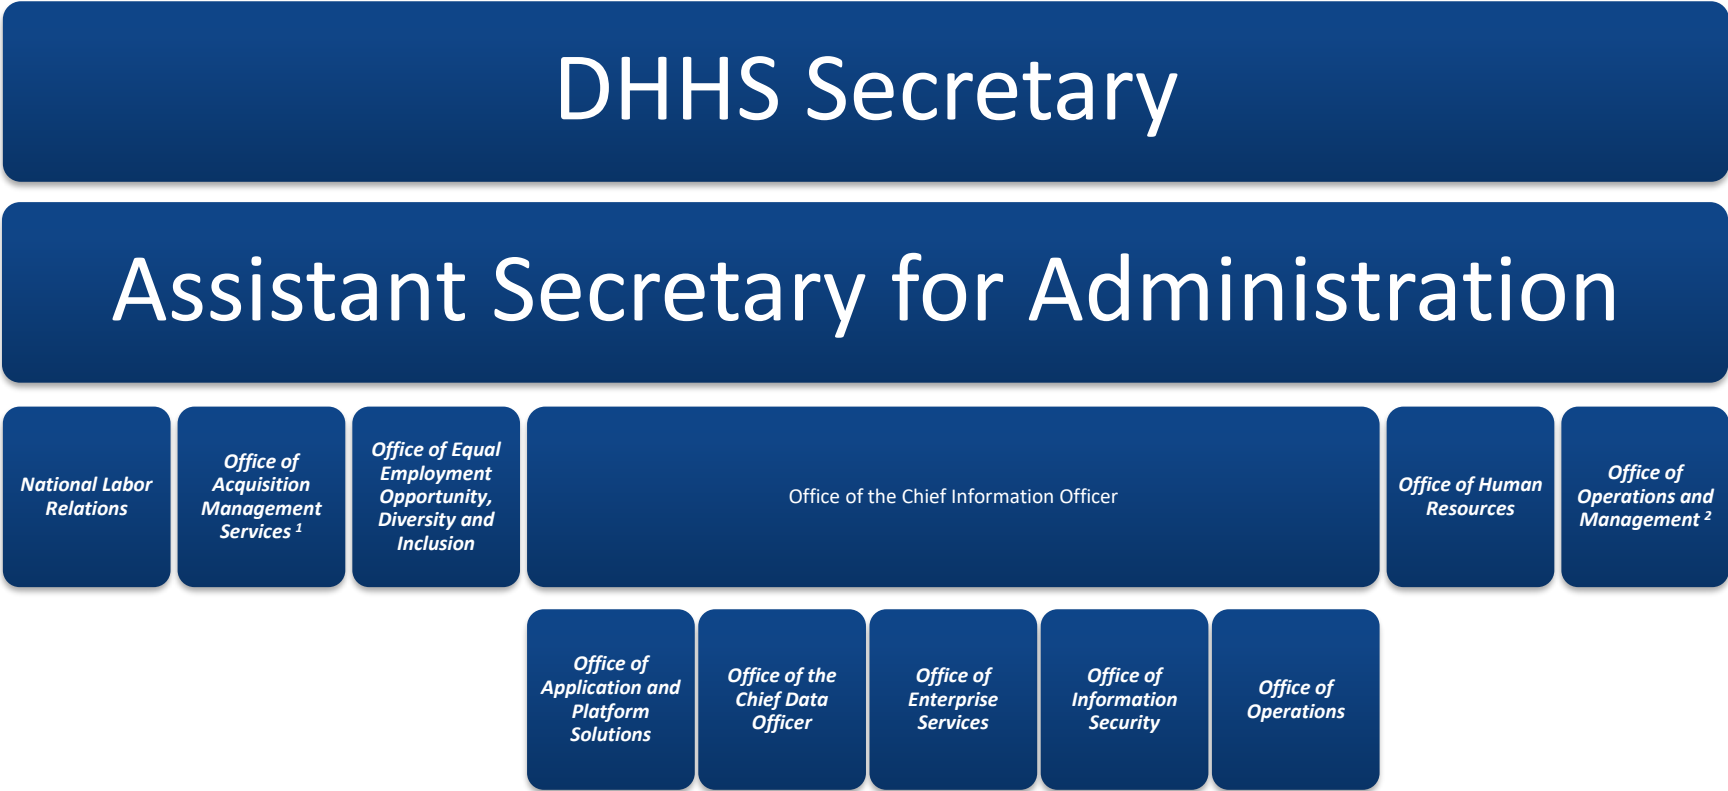 DHHS Secretary
Assistant Secretary for Administration
National Labor
Relations
Office of
Acquisition
Management
Services 1
Office of Equal
Employment
Opportunity,
Diversity and
Inclusion
Office of the Chief Information Officer
Office of Human
Resources
Office of
Operations and
Management 2
Office of
Application and
Platform
Solutions
Office of the
Chief Data
Officer
Office of
Enterprise
Services
Office of
Information
Security
Office of
Operations